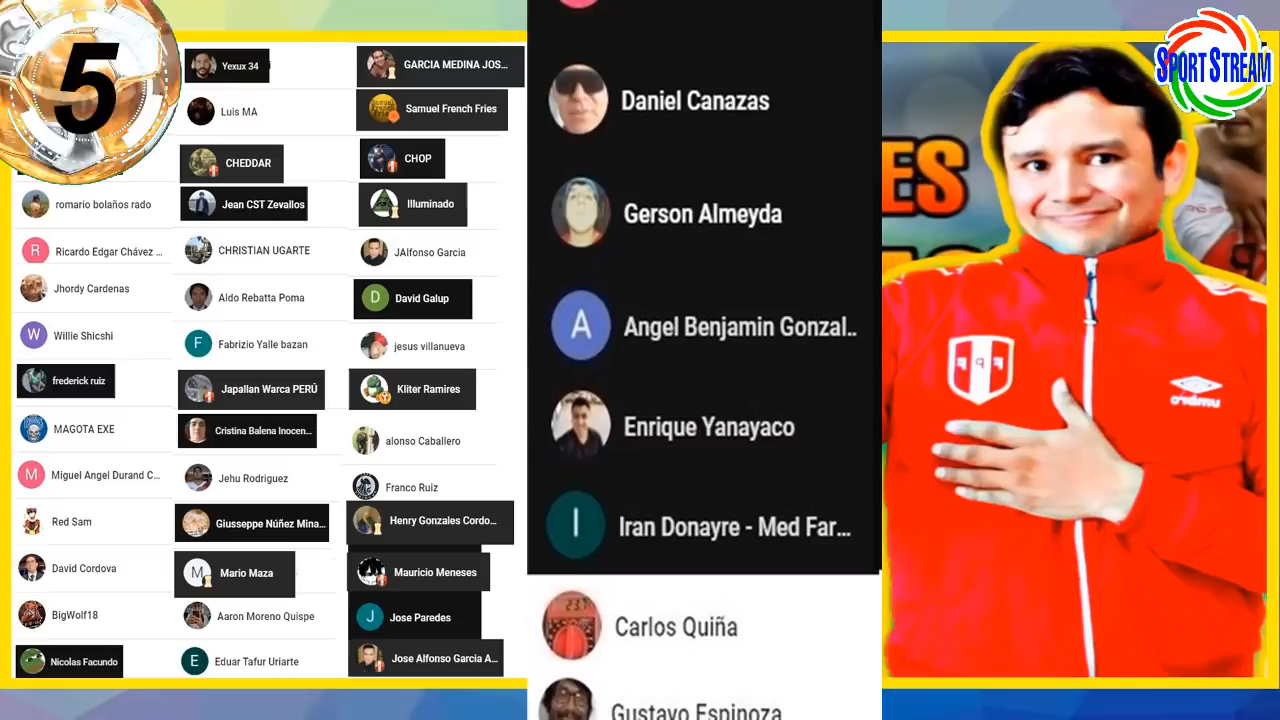 5
romario bolaños rado
Ricardo Edgar Chávez ...
Jhordy Cardenas
Willie Shicshi
frederick ruiz
MAGOTA EXE
Miguel Angel Durand C...
Red Sam
David Cordova
BigWolf18
Nicolas Facundo
Yexux 34
Luis MA
CHEDDAR
Jean CST Zevallos
CHRISTIAN UGARTE
Aldo Rebatta Poma
Fabrizio Yalle bazan
Japallan Warca PERÚ
Cristina Balena Inocen...
Jehu Rodriguez
Giusseppe Núñez Mina...
Mario Maza
Aaron Moreno Quispe
Eduar Tafur Uriarte
GARCIA MEDINA JOS...
Samuel French Fries
CHOP
Illuminado
JAlfonso Garcia
David Galup
jesus villanueva
Kliter Ramires
alonso Caballero
Franco Ruiz
Henry Gonzales Cordo...
Mauricio Meneses
Jose Paredes
Jose Alfonso Garcia A...
Daniel Canazas
Gerson Almeyda
Angel Benjamin Gonzal..
Enrique Yanayaco
Iran Donayre - Med Far...
Carlos Quiña
Gustavo Espinoza
SPORT STREAM
ES
umbro
R
W
M
F
M
E
D
J
A
I